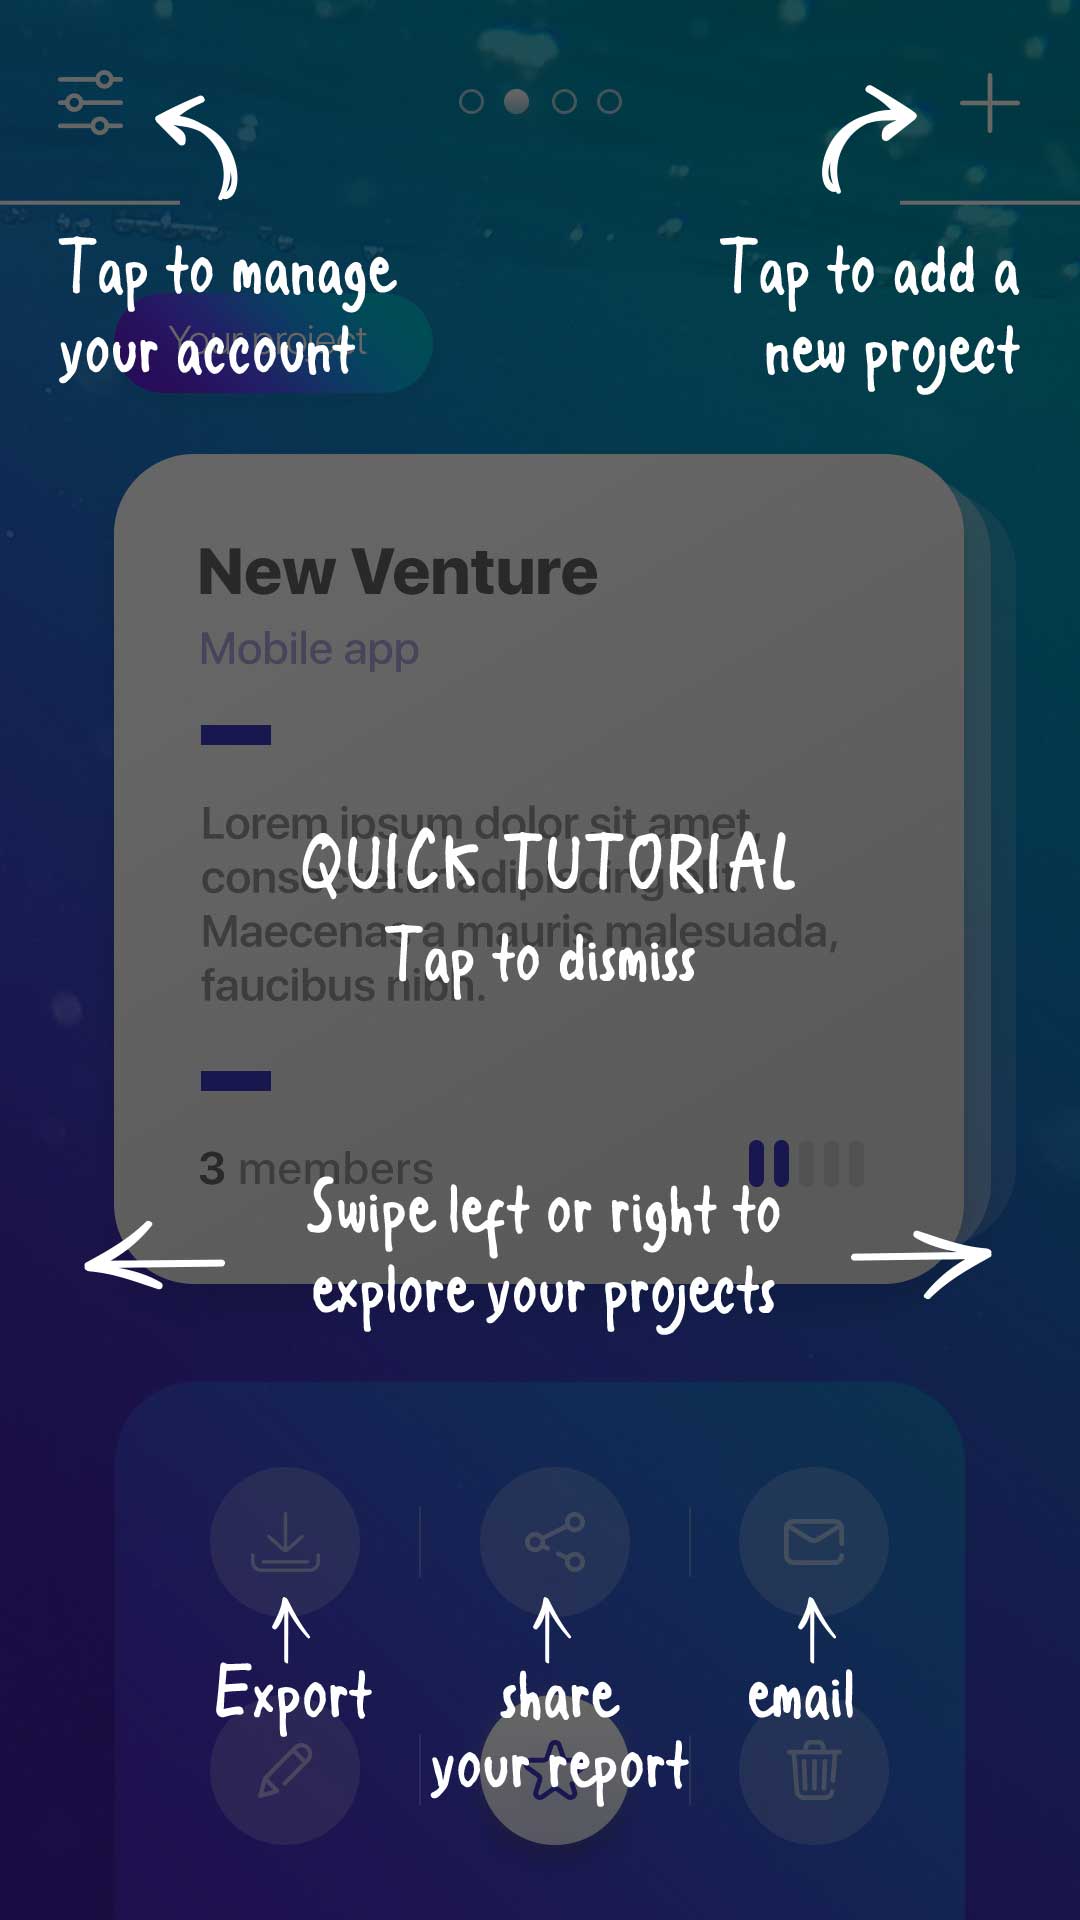 Tap to manage
your account
Tap to add a
new project
Your project
New Venture
Mobile app
Lorem ipsum dolor sit amet,
consectetur adipiscing elit.
Maecenas a mauris malesuada,
faucibus nibh.
QUICK TUTORIAL
Tap to dismiss
3 members
Swipe left or right to
explore your projects
Export
share
your report
email